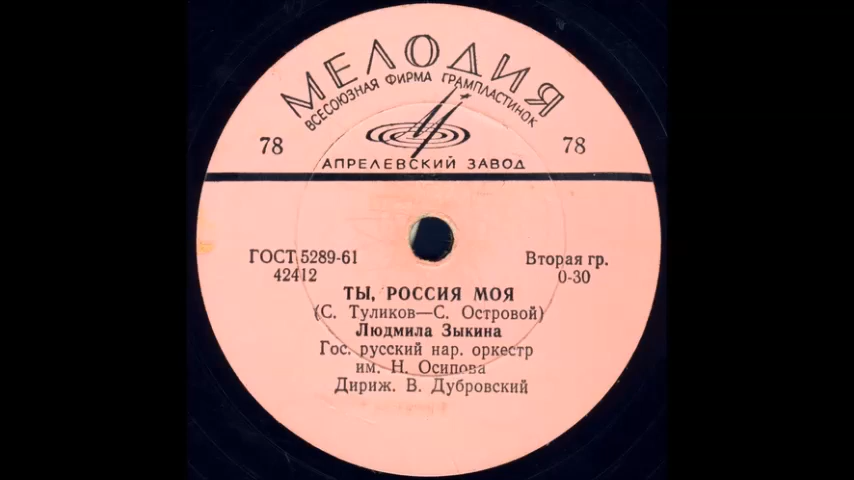 МЕЛОДИЯ
ВСЕСОЮЗНАЯ ФИРМА ГРАМПЛАСТИНОК
78 78
АПРЕЛЕВСКИЙ ЗАВОД
ГОСТ 5289-61 Вторая гр.
42412 0-30
ТЫ, РОССИЯ МОЯ
(С. Туликов—С. Островой)
Людмила Зыкина
Гос. русский нар. оркестр
им. Н. Осипова
Дириж. В. Дубровский